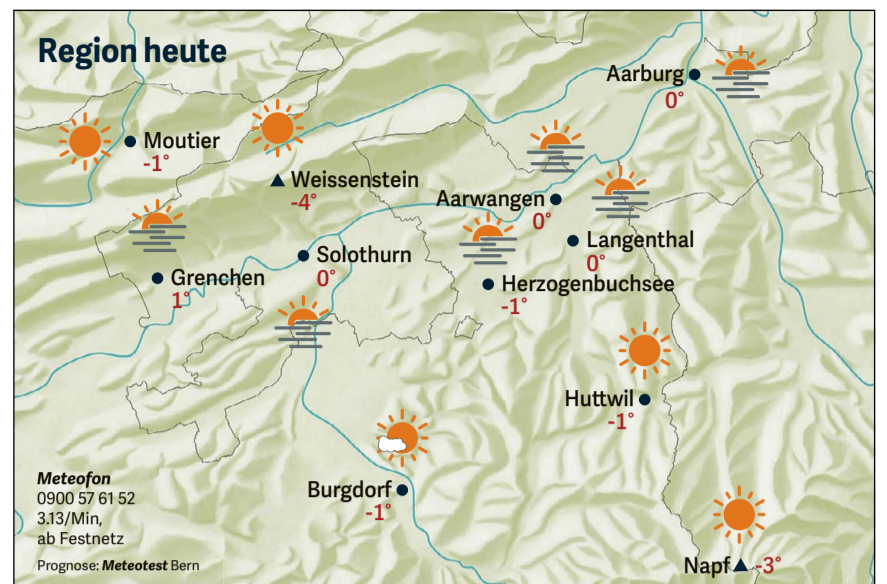 Region heute
Aarburg
0°
Moutier
-1°
Weissenstein
-4°
Aarwangen
0°
Langenthal
0°
Solothurn
0°
Grenchen
1°
Herzogenbuchsee
-1°
Huttwil
-1°
Burgdorf
-1°
Napf -3°
Meteofon
0900 57 61 52
3.13/Min,
ab Festnetz
Prognose: Meteotest Bern